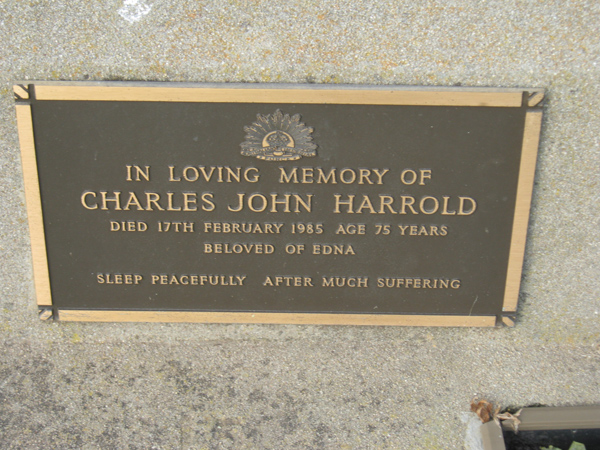 IN LOVING MEMORY OF
CHARLES JOHN HARROLD
DIED 17TH FEBRUARY 1985 AGE 75 YEARS
BELOVED OF EDNA
SLEEP PEACEFULLY AFTER MUCH SUFFERING